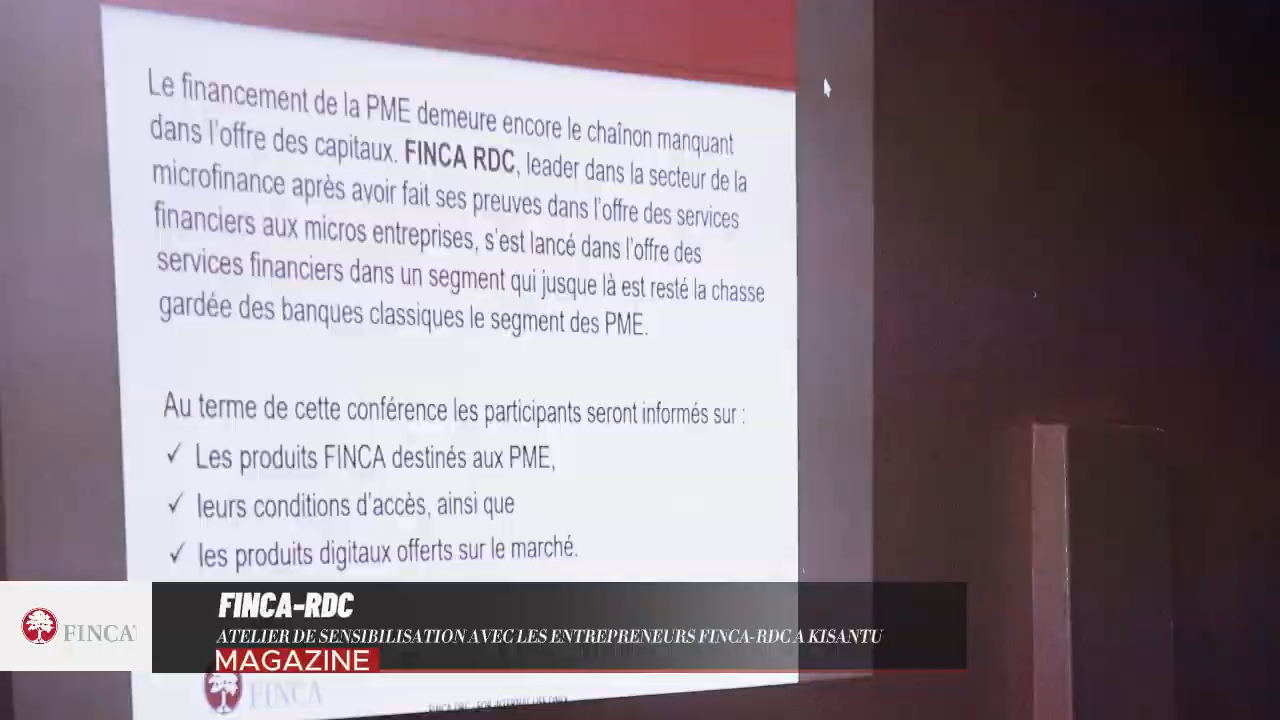 Le financement de la PME demeure encore le chaînon manquant
dans l'offre des capitaux. FINCA RDC, leader dans la secteur de la
microfinance après avoir fait ses preuves dans l'offre des services
financiers aux micros entreprises, s'est lancé dans l'offre des
services financiers dans un segment qui jusque là est resté la chasse
gardée des banques classiques le segment des PME.
Au terme de cette conférence les participants seront informés sur :
✓ Les produits FINCA destinés aux PME,
✓ leurs conditions d'accès, ainsi que
✓ les produits digitaux offerts sur le marché.
FINCA-RDC
FINCA
ATELIER DE SENSIBILISATION AVEC LES ENTREPRENEURS FINCA-RDC A KISANTU
MAGAZINE
FINCA